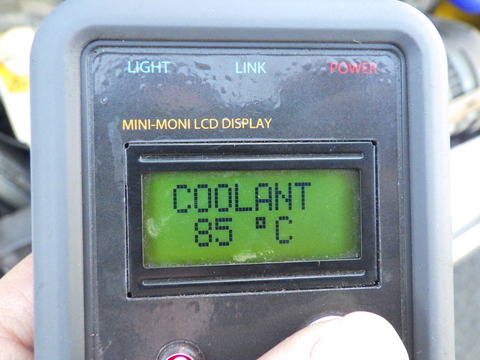 LIGHT LINK POWER
MINI-MONI LCD DISPLAY
COOLANT
85 °C